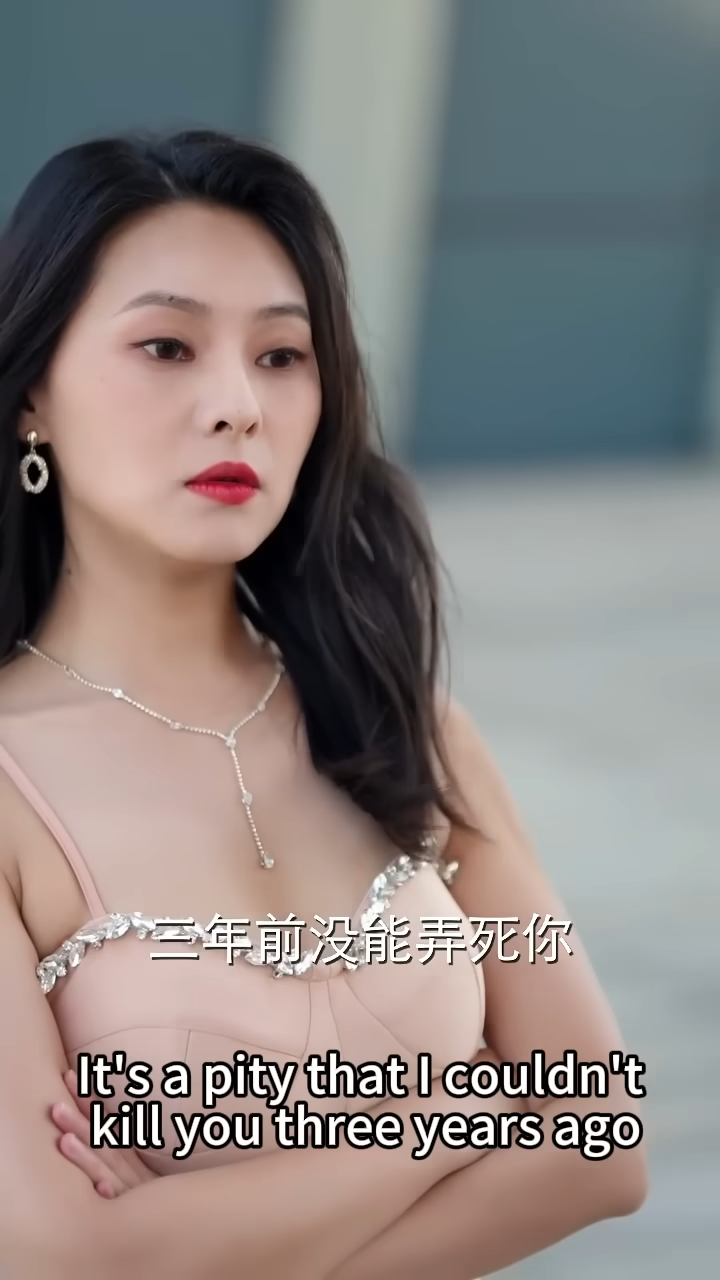 三年前没能弄死你
It's a pity that I couldn't
kill you three years ago